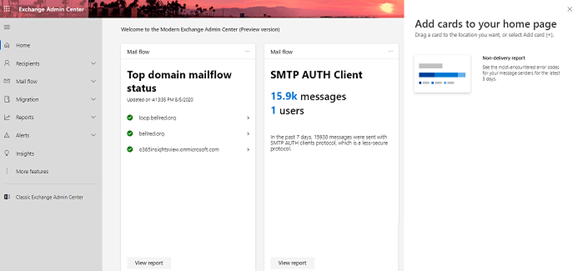 Exchange Admin Center
Home
Recipients
Mail flow
Migration
Reports
Alerts
Insights
More features
Classic Exchange Admin Center
Welcome to the Modern Exchange Admin Center (Preview version)
Mail flow
Top domain mailflow
status
Updated on 4:13:35 PM 8/5/2020
loop.bellred.org
bellred.org
o365insightsview.onmicrosoft.com
View report
Mail flow
SMTP AUTH Client
15.9k messages
1 users
In the past 7 days, 15930 messages were sent with
SMTP AUTH clients protocol, which is a less-secure
protocol.
View report
Add cards to your home page
Drag a card to the location you want, or select Add card (+).
Non-delivery report
See the most-encountered error codes
for your message senders for the latest
3 days.